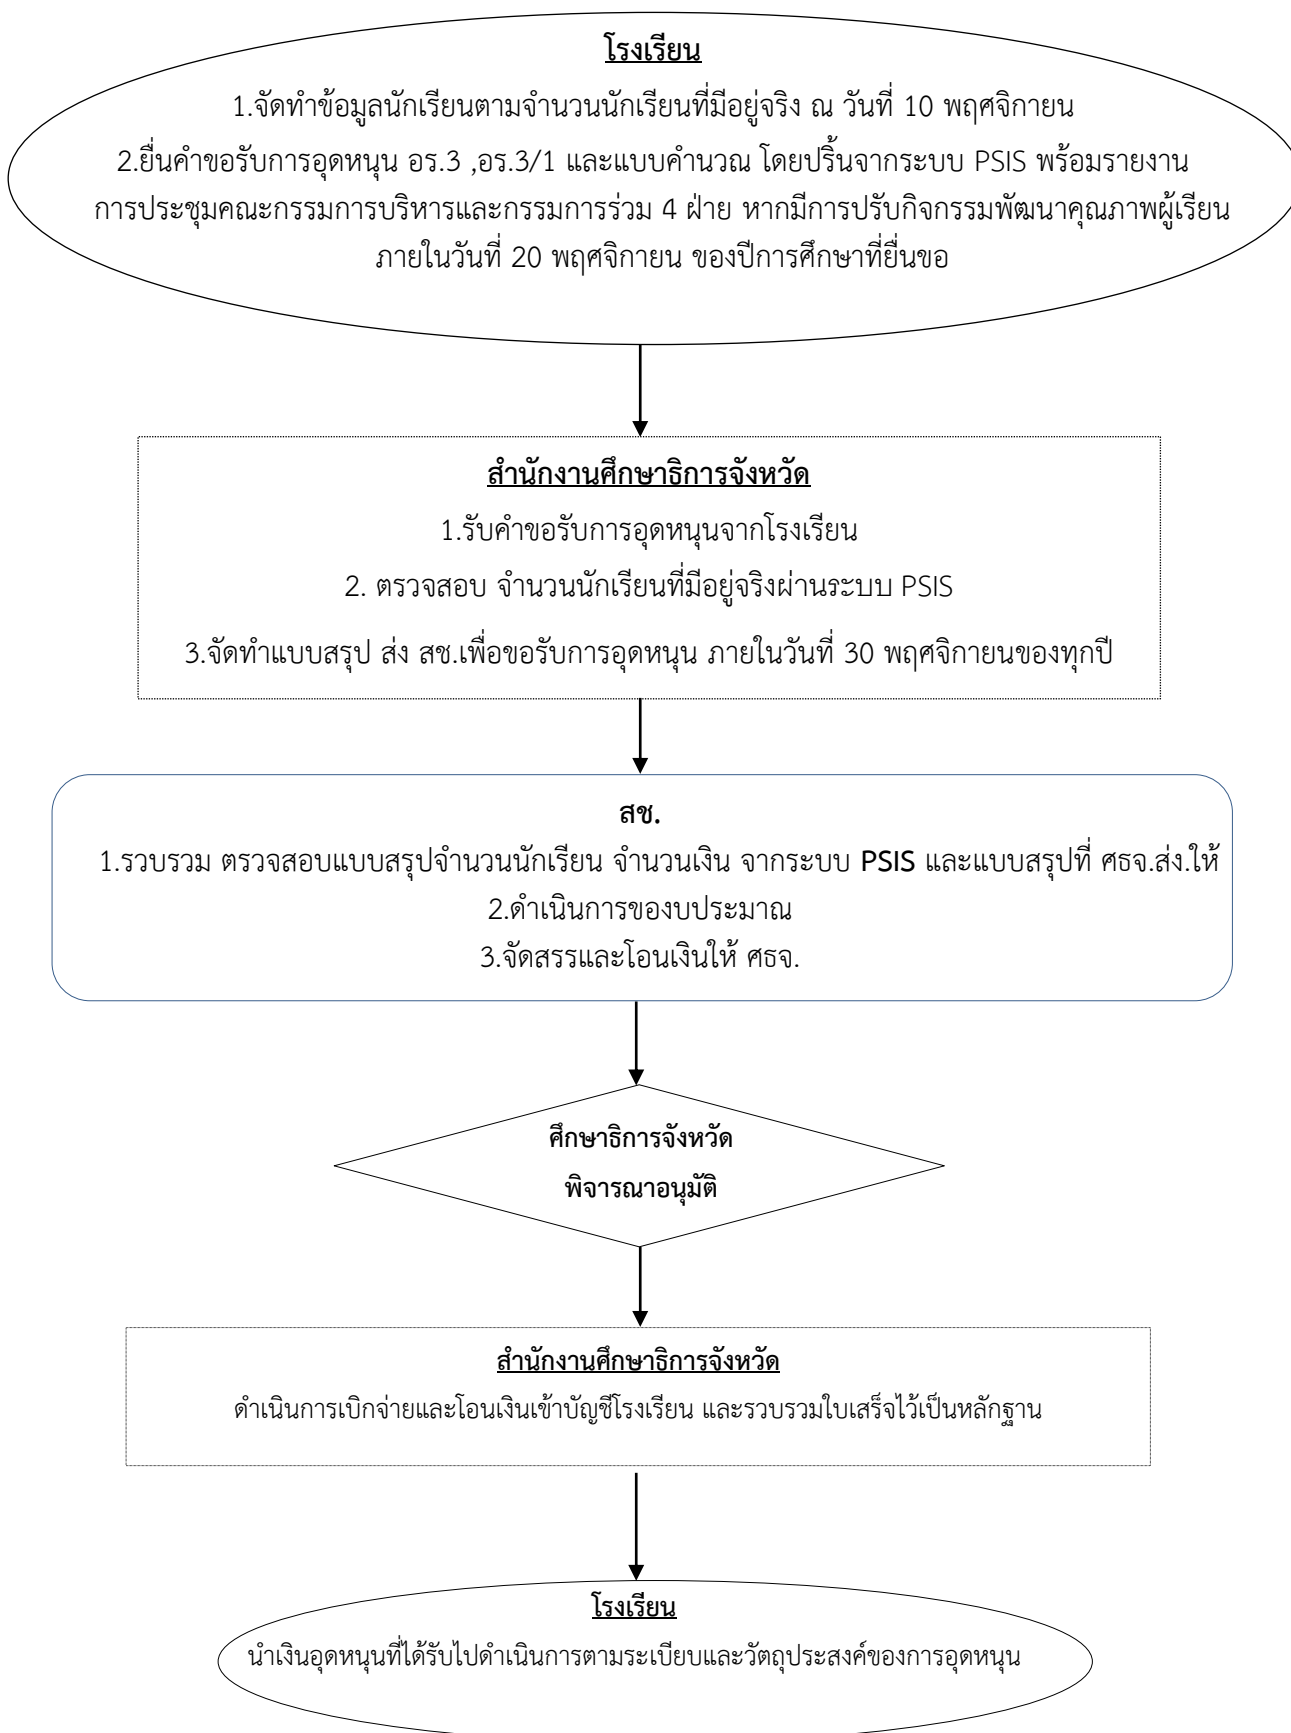 โรงเรียน
1.จัดทำข้อมูลนักเรียนตามจำนวนนักเรียนที่มีอยู่จริง ณ วันที่ 10 พฤศจิกายน
2.ยื่นคำขอรับการอุดหนุน อร.3 ,อร.3/1 และแบบคำนวณ โดยปริ้นจากระบบ PSIS พร้อมรายงาน
การประชุมคณะกรรมการบริหารและกรรมการร่วม 4 ฝ่าย หากมีการปรับกิจกรรมพัฒนาคุณภาพผู้เรียน
ภายในวันที่ 20 พฤศจิกายน ของปีการศึกษาที่ยื่นขอ
สำนักงานศึกษาธิการจังหวัด
1.รับคำขอรับการอุดหนุนจากโรงเรียน
2. ตรวจสอบ จำนวนนักเรียนที่มีอยู่จริงผ่านระบบ PSIS
3.จัดทำแบบสรุป ส่ง สช.เพื่อขอรับการอุดหนุน ภายในวันที่ 30 พฤศจิกายนของทุกปี
สช.
1.รวบรวม ตรวจสอบแบบสรุปจำนวนนักเรียน จำนวนเงิน จากระบบ PSIS และแบบสรุปที่ ศธจ.ส่ง.ให้
2.ดำเนินการของบประมาณ
3.จัดสรรและโอนเงินให้ ศธจ.
ศึกษาธิการจังหวัด
พิจารณาอนุมัติ
สำนักงานศึกษาธิการจังหวัด
ดำเนินการเบิกจ่ายและโอนเงินเข้าบัญชีโรงเรียน และรวบรวมใบเสร็จไว้เป็นหลักฐาน
โรงเรียน
นำเงินอุดหนุนที่ได้รับไปดำเนินการตามระเบียบและวัตถุประสงค์ของการอุดหนุน